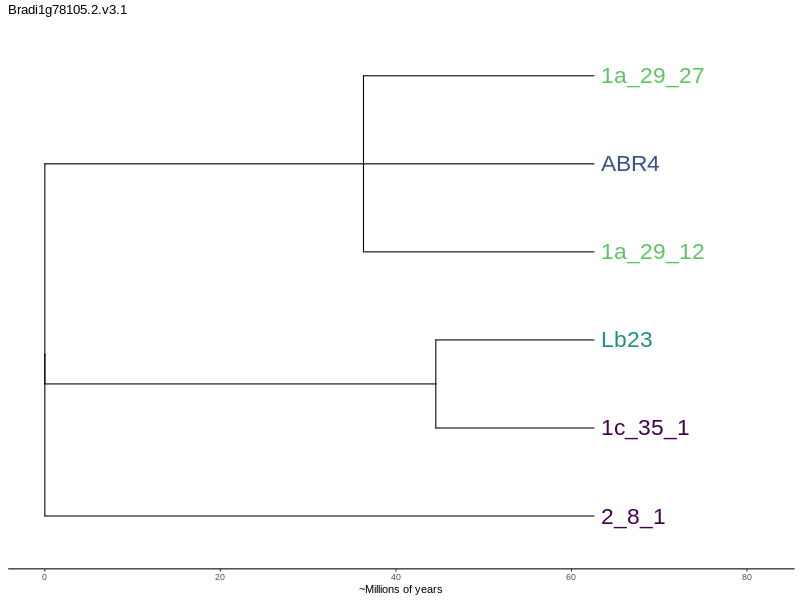 Bradi1g78105.2.v3.1
1a_29_27
ABR4
1a_29_12
Lb23
1c_35_1
2_8_1
0 20 40 60 80
~Millions of years